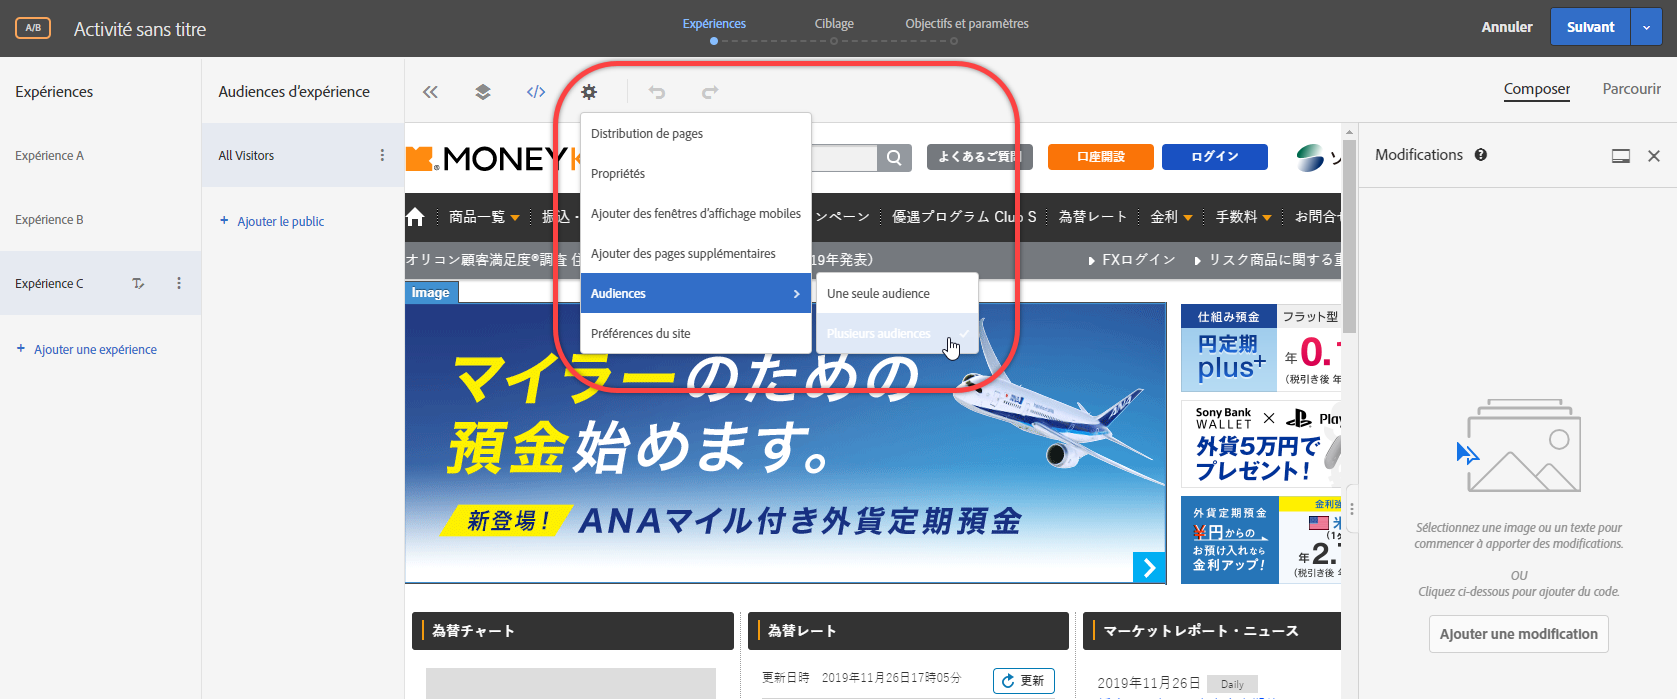 A/B
Activité sans titre
Expériences
Ciblage
Objectifs et paramètres
Annuler
Suivant
Expériences
Audiences d'expérience
Composer
Parcourir
Expérience A
All Visitors
Expérience B
+ Ajouter le public
Expérience C
+ Ajouter une expérience
Distribution de pages
Propriétés
Ajouter des fenêtres d'affichage mobiles
Ajouter des pages supplémentaires
Audiences
Préférences du site
Une seule audience
Plusieurs audiences
MONEY
よくあるご質問
口座開設
ログイン
ソ
商品一覧
振込・
ンペーン
優遇プログラム Club S
為替レート
金利
手数料
お問合せ
オリコン顧客満足度®調査 住
19年発表）
FXログイン
リスク商品に関する重
Image
マイラーのための
預金始めます。
新登場！
ANAマイル付き外貨定期預金
仕組み預金
フラット型
円定期
plus+
年0.
(税引き後 年
Sony Bank
WALLET
×
Play
外貨5万円で
プレゼント！
外貨定期預金
¥円からの
お預け入れなら
金利アップ！
金利強
米
年2.
(税引き後 年
為替チャート
為替レート
マーケットレポート・ニュース
更新日時 2019年11月26日17時05分
更新
2019年11月26日
Daily
Modifications
Sélectionnez une image ou un texte pour
commencer à apporter des modifications.
OU
Cliquez ci-dessous pour ajouter du code.
Ajouter une modification